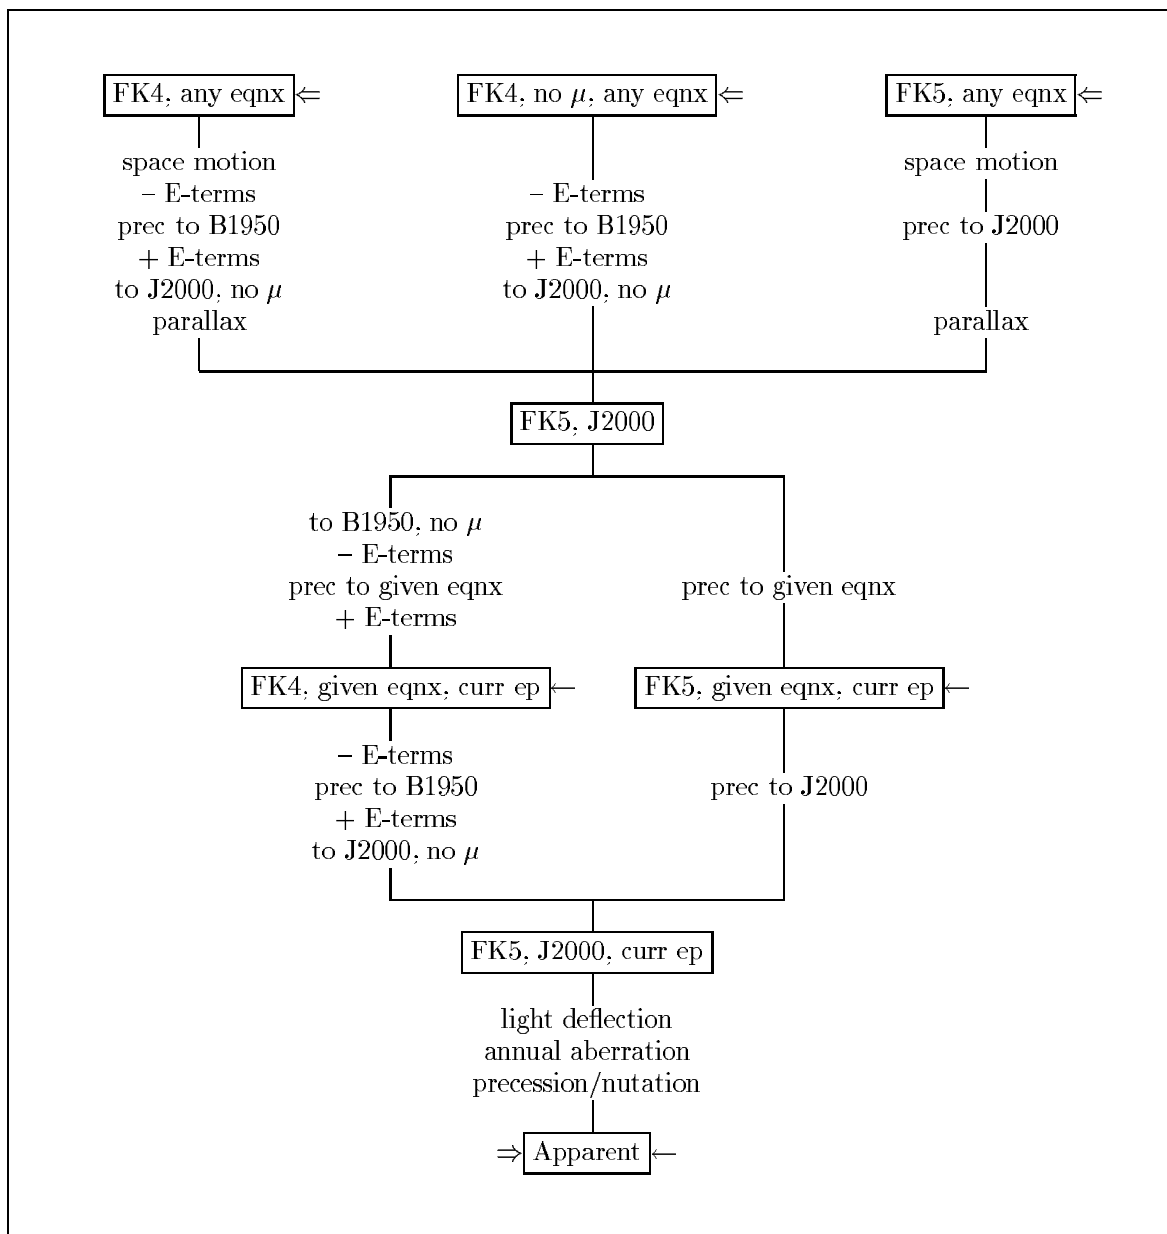 FK4, any eqnx ⇐
FK4, no μ, any eqnx ⇐
FK5, any eqnx ⇐
space motion
– E-terms
prec to B1950
+ E-terms
to J2000, no μ
parallax
– E-terms
prec to B1950
+ E-terms
to J2000, no μ
space motion
prec to J2000
parallax
FK5, J2000
to B1950, no μ
– E-terms
prec to given eqnx
+ E-terms
prec to given eqnx
FK4, given eqnx, curr ep ←
FK5, given eqnx, curr ep ←
– E-terms
prec to B1950
+ E-terms
to J2000, no μ
prec to J2000
FK5, J2000, curr ep
light deflection
annual aberration
precession/nutation
⇒ Apparent ←